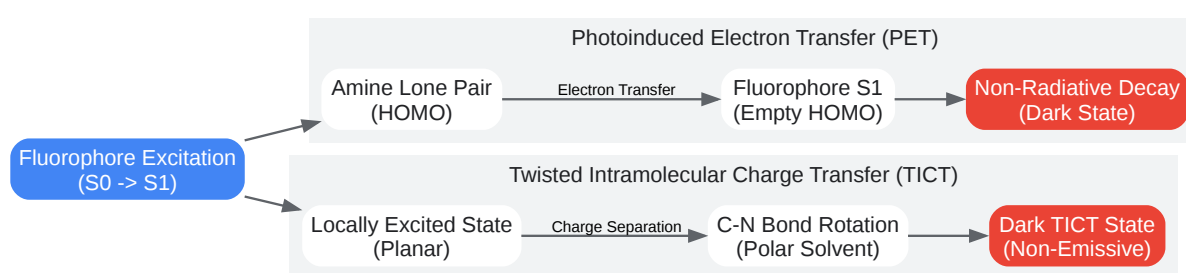 Photoinduced Electron Transfer (PET)
Amine Lone Pair
(HOMO)
Electron Transfer
Fluorophore S1
(Empty HOMO)
Non-Radiative Decay
(Dark State)
Fluorophore Excitation
(S0 -> S1)
Twisted Intramolecular Charge Transfer (TICT)
Locally Excited State
(Planar)
Charge Separation
C-N Bond Rotation
(Polar Solvent)
Dark TICT State
(Non-Emissive)